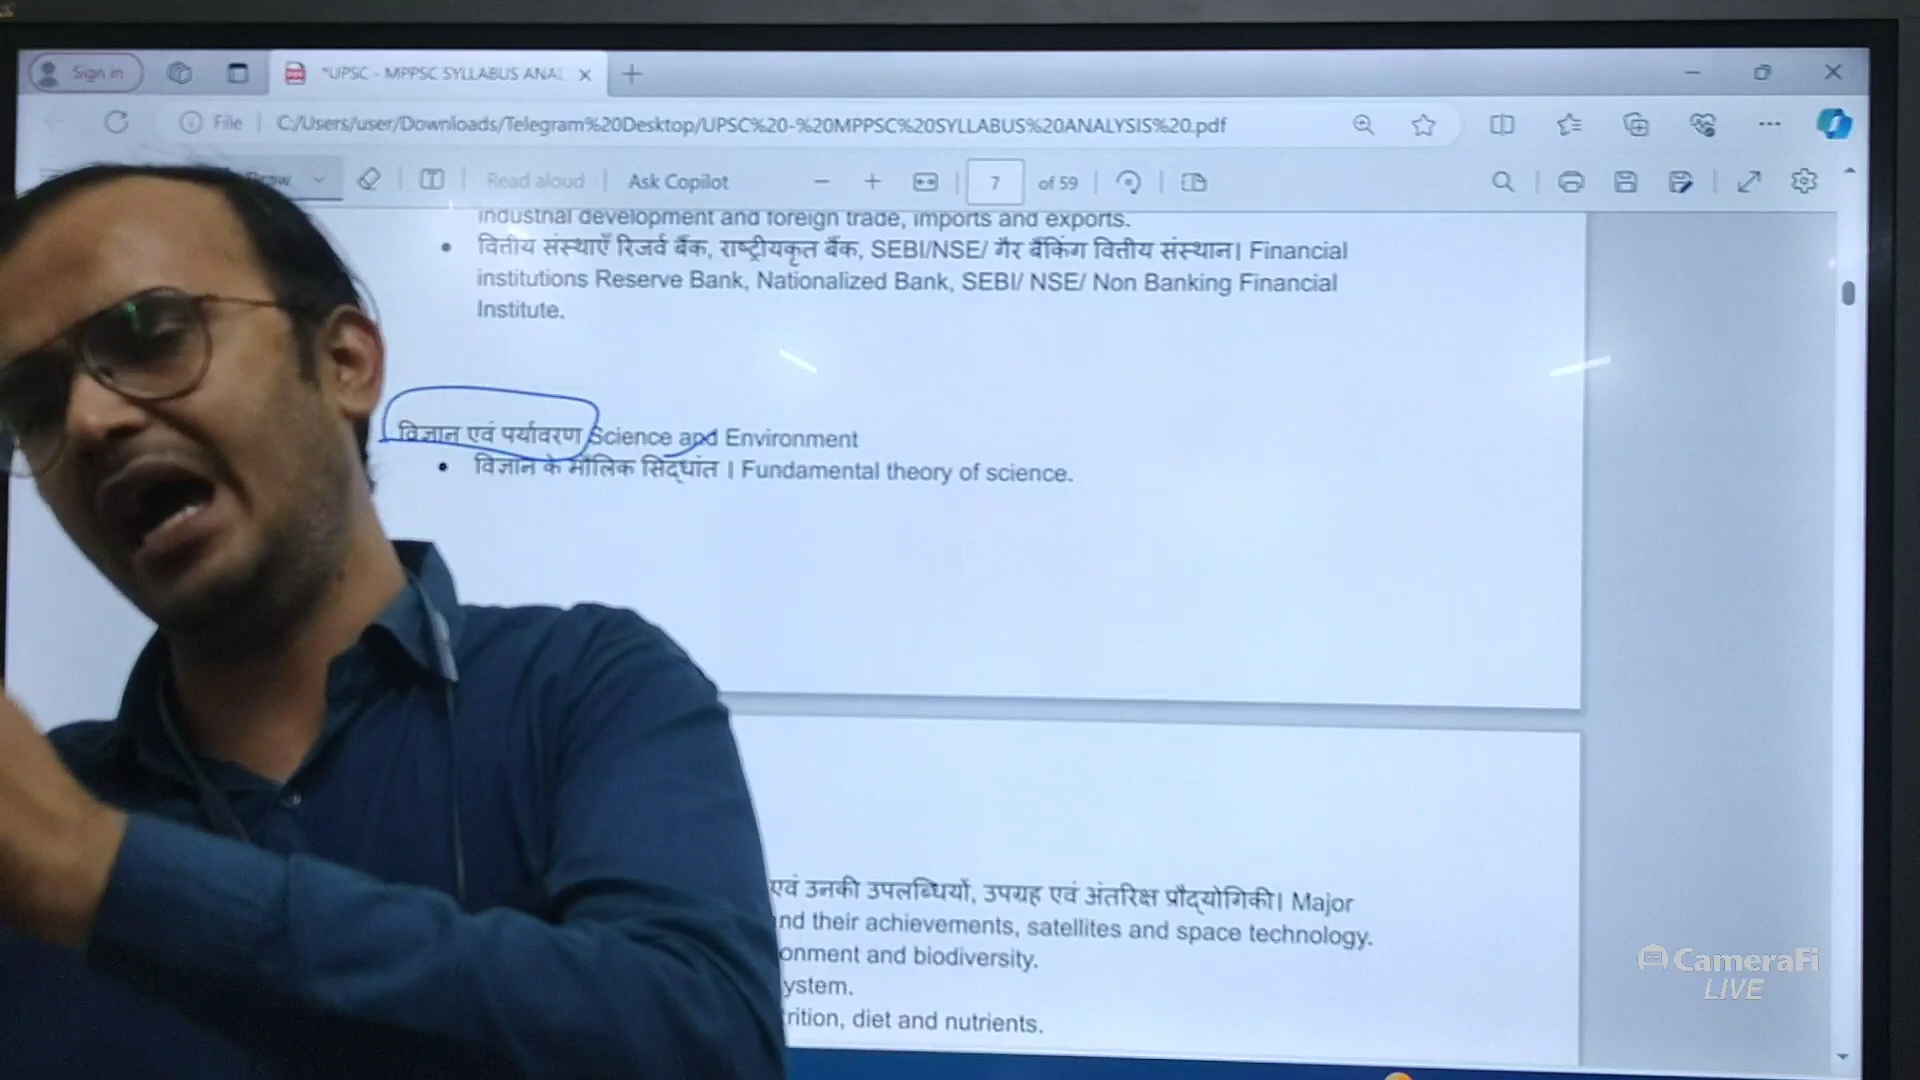 Sign in
*UPSC - MPPSC SYLLABUS ANAL
File
C:/Users/user/Downloads/Telegram%20Desktop/UPSC%20-%20MPPSC%20SYLLABUS%20ANALYSIS%20.pdf
Draw
Read aloud
Ask Copilot
7 of 59
industrial development and foreign trade, imports and exports.
• वित्तीय संस्थाएँ रिजर्व बैंक, राष्ट्रीयकृत बैंक, SEBI/NSE/ गैर बैंकिंग वित्तीय संस्थान। Financial
institutions Reserve Bank, Nationalized Bank, SEBI/ NSE/ Non Banking Financial
Institute.
विज्ञान एवं पर्यावरण Science and Environment
• विज्ञान के मौलिक सिद्धांत । Fundamental theory of science.
एवं उनकी उपलब्धियों, उपग्रह एवं अंतरिक्ष प्रौद्योगिकी। Major
and their achievements, satellites and space technology.
onment and biodiversity.
ystem.
trition, diet and nutrients.
CameraFi
LIVE